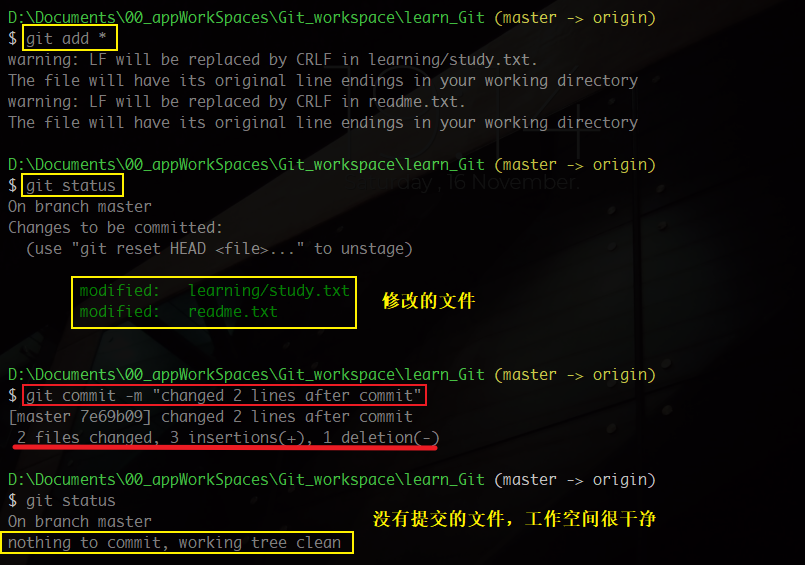 D:\Documents\00_appWorkSpaces\Git_workspace\learn_Git (master -> origin)
$ git add *
warning: LF will be replaced by CRLF in learning/study.txt.
The file will have its original line endings in your working directory
warning: LF will be replaced by CRLF in readme.txt.
The file will have its original line endings in your working directory
D:\Documents\00_appWorkSpaces\Git_workspace\learn_Git (master -> origin)
$ git status
16 November.
On branch master
Changes to be committed:
(use "git reset HEAD <file>..." to unstage)
modified: learning/study.txt
修改的文件
modified: readme.txt
D:\Documents\00_appWorkSpaces\Git_workspace\learn_Git (master -> origin)
$ git commit -m "changed 2 lines after commit"
[master 7e69b09] changed 2 lines after commit
2 files changed, 3 insertions(+), 1 deletion(-)
D:\Documents\00_appWorkSpaces\Git_workspace\learn_Git (master -> origin)
$ git status
On branch master
没有提交的文件，工作空间很干净
nothing to commit, working tree clean